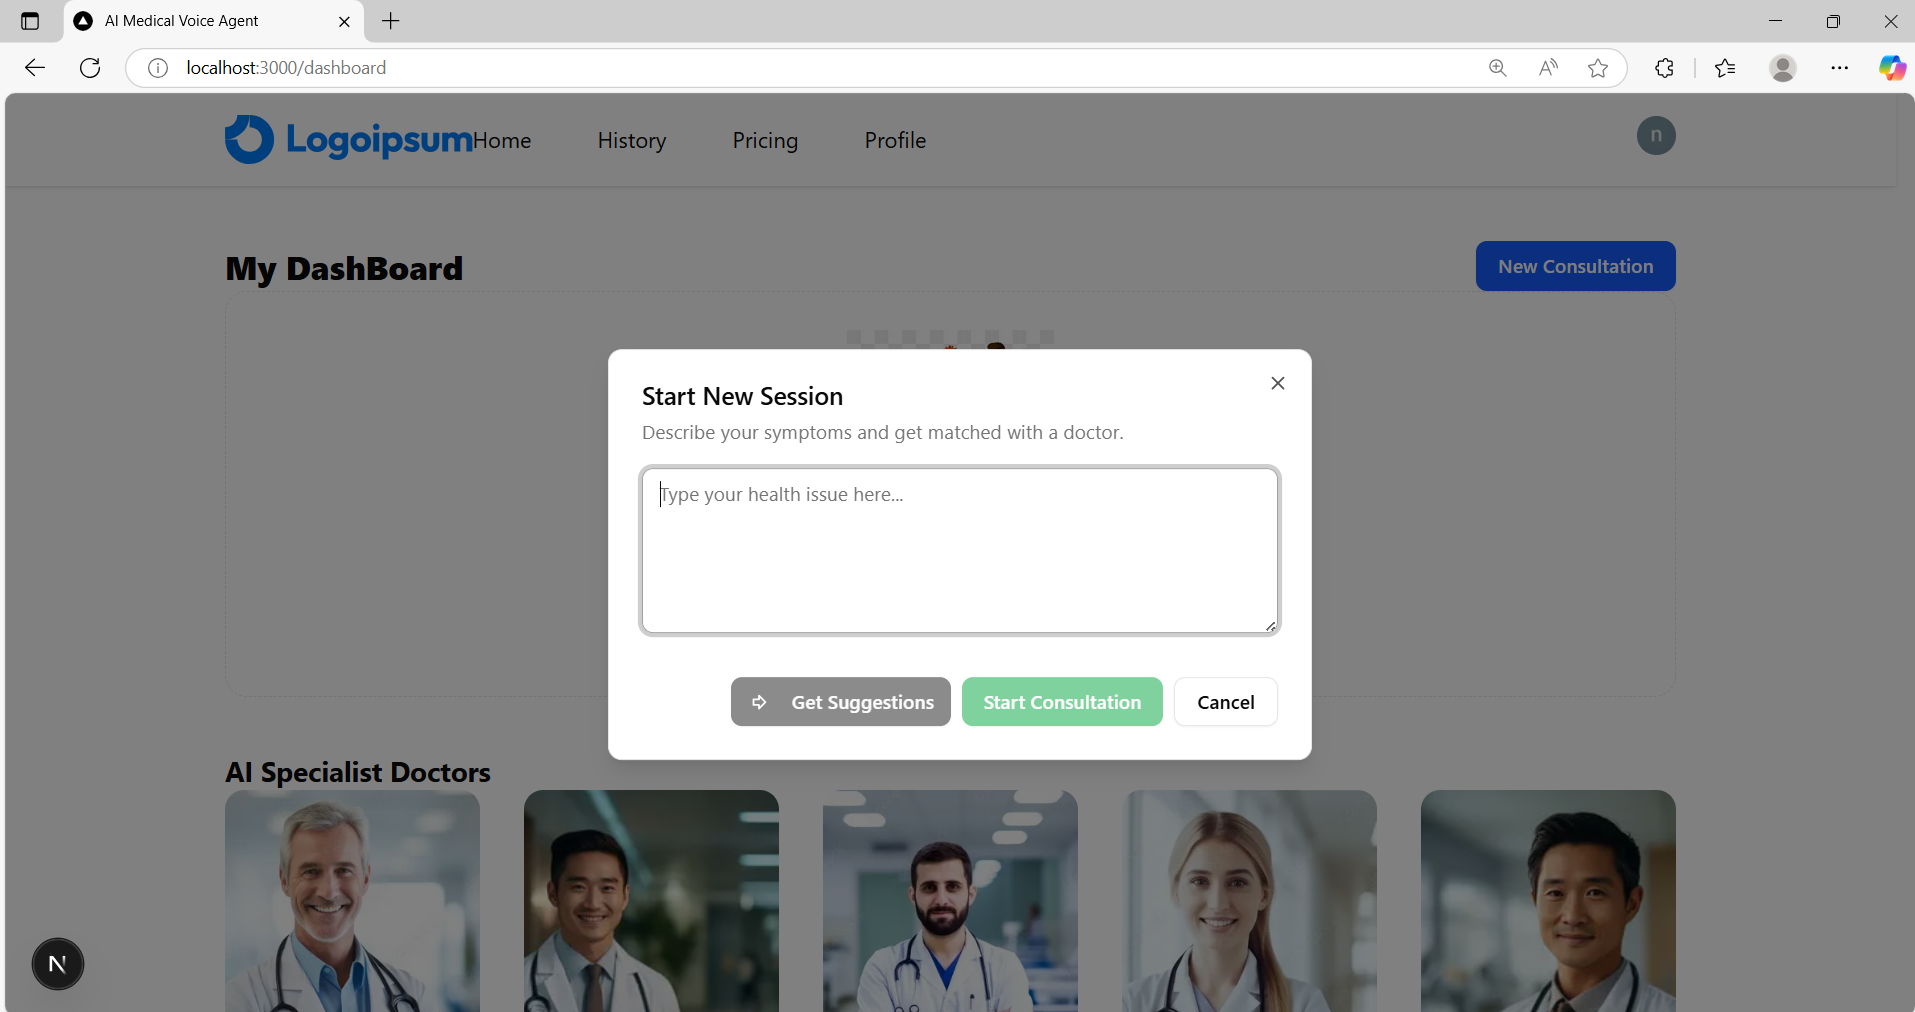 AI Medical Voice Agent
localhost:3000/dashboard
Logoipsum Home History Pricing Profile
n
My DashBoard
New Consultation
Start New Session
Describe your symptoms and get matched with a doctor.
Type your health issue here...
Get Suggestions Start Consultation Cancel
AI Specialist Doctors
N